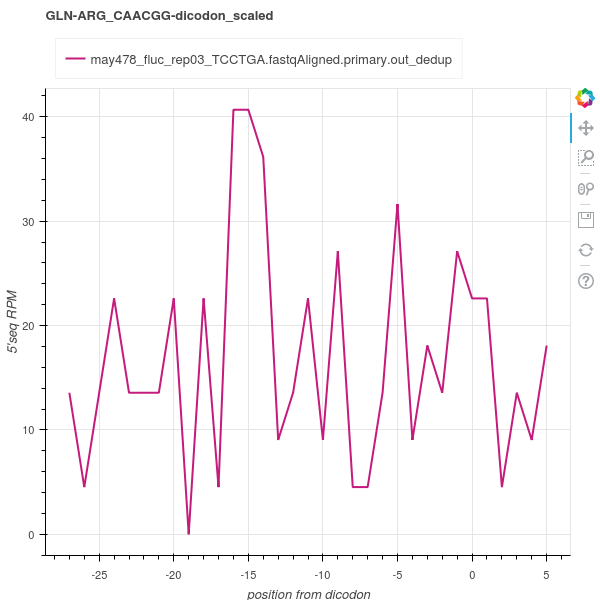 GLN-ARG_CAACGG-dicodon_scaled
may478_fluc_rep03_TCCTGA.fastqAligned.primary.out_dedup
40
30
20
10
0
5'seq RPM
-25 -20 -15 -10 -5 0 5
position from dicodon